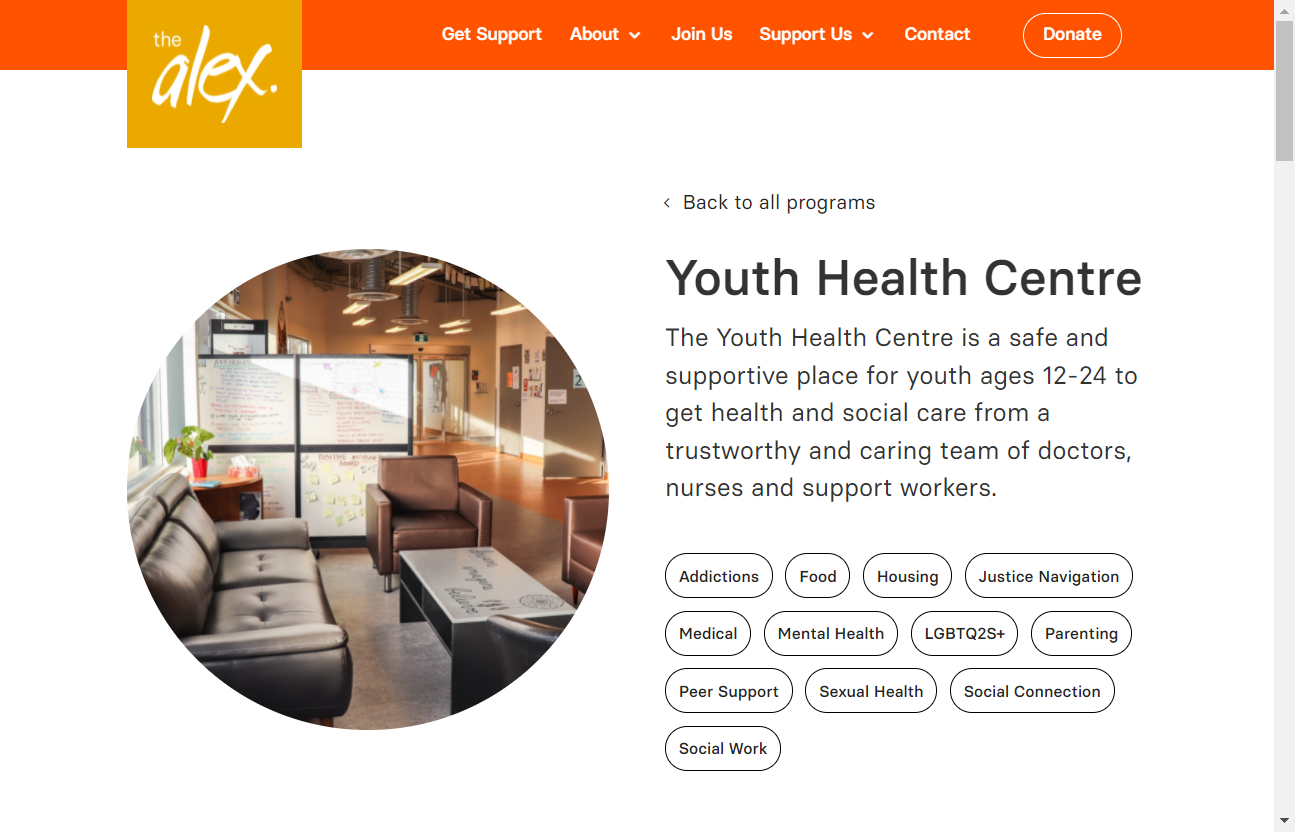 the
alex.
Get Support About Join Us Support Us Contact Donate
Back to all programs
Youth Health Centre
The Youth Health Centre is a safe and
supportive place for youth ages 12-24 to
get health and social care from a
trustworthy and caring team of doctors,
nurses and support workers.
Addictions Food Housing Justice Navigation
Medical Mental Health LGBTQ2S+ Parenting
Peer Support Sexual Health Social Connection
Social Work
believe
2